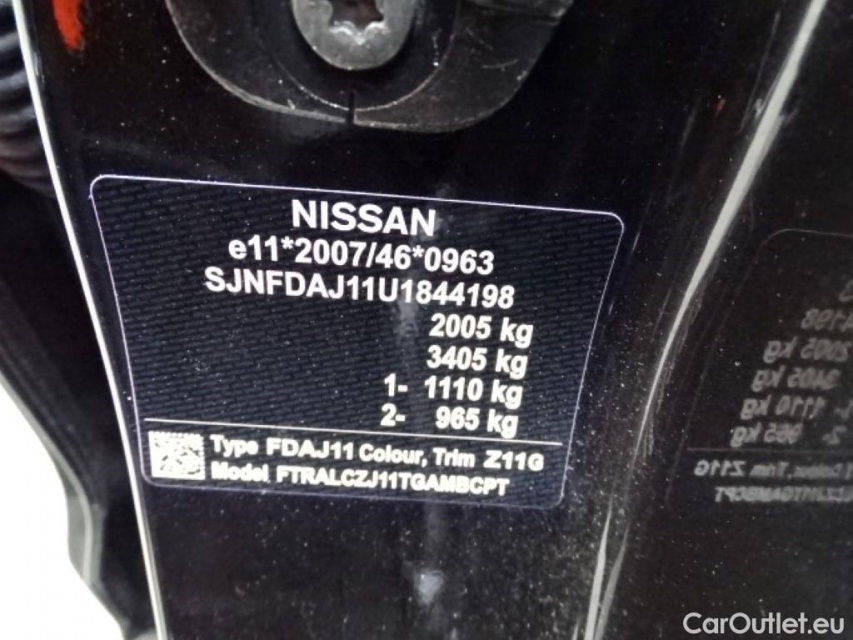 NISSAN
e11*2007/46*0963
SJNFDAJ11U1844198
2005 kg
3405 kg
1- 1110 kg
2- 965 kg
Type FDAJ11 Colour, Trim Z11G
Model FTRALCZJ11TGAMBCPT
CarOutlet.eu